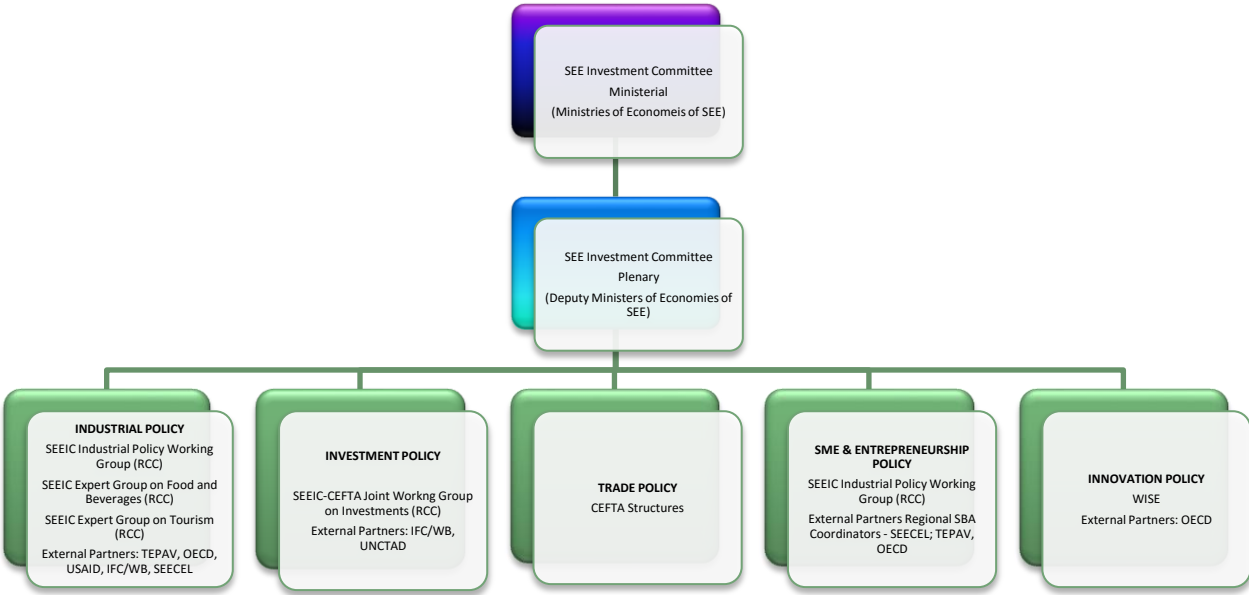 SEE Investment Committee
Ministerial
(Ministries of Economeis of SEE)
SEE Investment Committee
Plenary
(Deputy Ministers of Economies of
SEE)
INDUSTRIAL POLICY
SEEIC Industrial Policy Working
Group (RCC)
SEEIC Expert Group on Food and
Beverages (RCC)
SEEIC Expert Group on Tourism
(RCC)
External Partners: TEPAV, OECD,
USAID, IFC/WB, SEECEL
INVESTMENT POLICY
SEEIC-CEFTA Joint Workng Group
on Investments (RCC)
External Partners: IFC/WB,
UNCTAD
TRADE POLICY
CEFTA Structures
SME & ENTREPRENEURSHIP
POLICY
SEEIC Industrial Policy Working
Group (RCC)
External Partners Regional SBA
Coordinators - SEECEL; TEPAV,
OECD
INNOVATION POLICY
WISE
External Partners: OECD